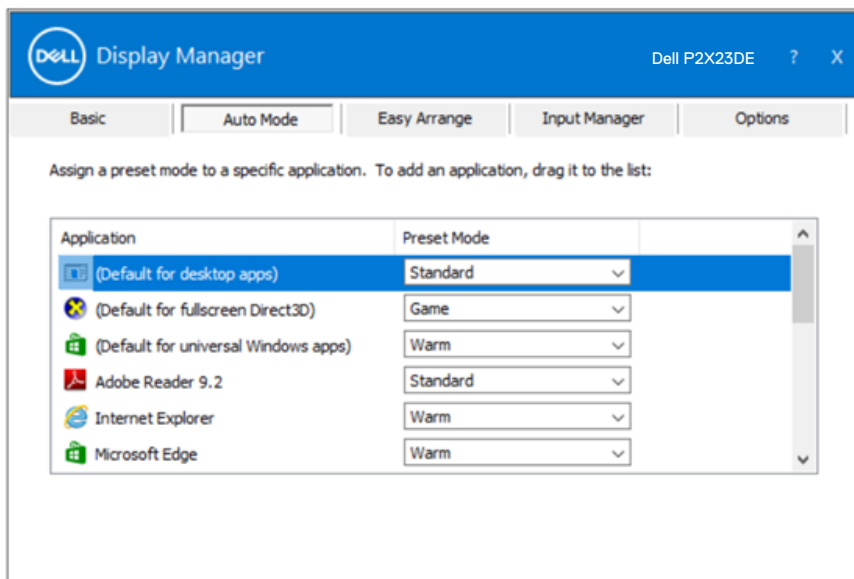 DELL Display Manager Dell P2X23DE ? X
Basic Auto Mode Easy Arrange Input Manager Options
Assign a preset mode to a specific application. To add an application, drag it to the list:
Application Preset Mode
(Default for desktop apps) Standard
(Default for fullscreen Direct3D) Game
(Default for universal Windows apps) Warm
Adobe Reader 9.2 Standard
Internet Explorer Warm
Microsoft Edge Warm